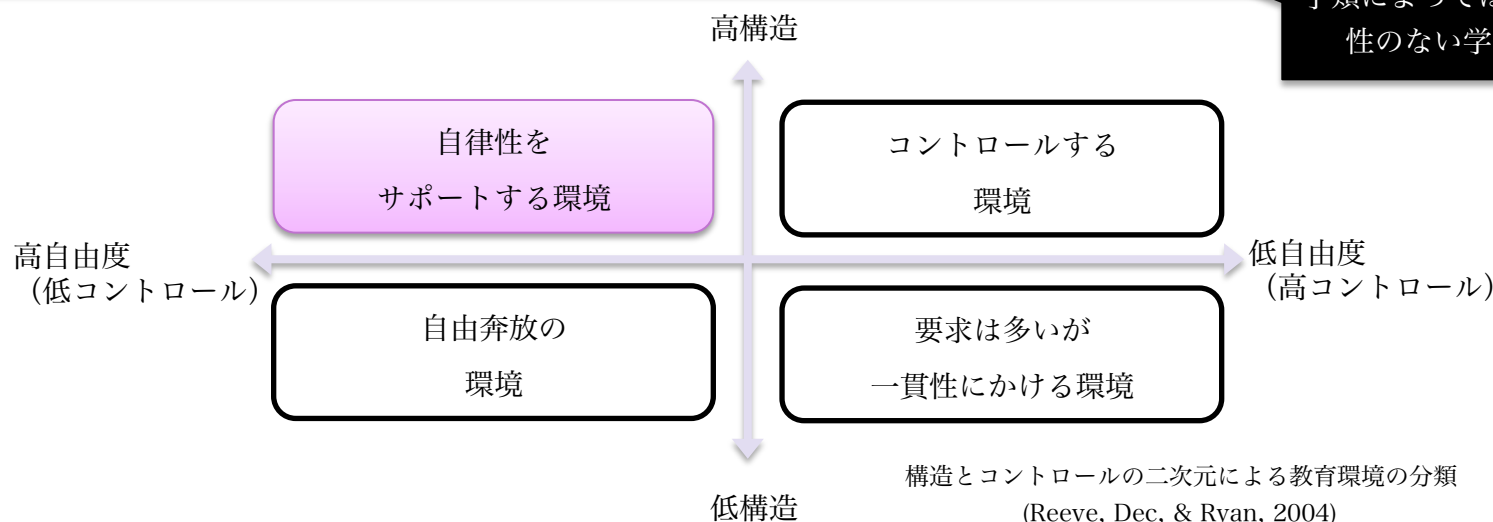 性のない学
高構造
自律性を
サポートする環境
コントロールする
環境
高自由度
（低コントロール）
低自由度
（高コントロール）
自由奔放の
環境
要求は多いが
一貫性にかける環境
低構造
構造とコントロールの二次元による教育環境の分類
(Reeve, Dec, & Ryan, 2004)